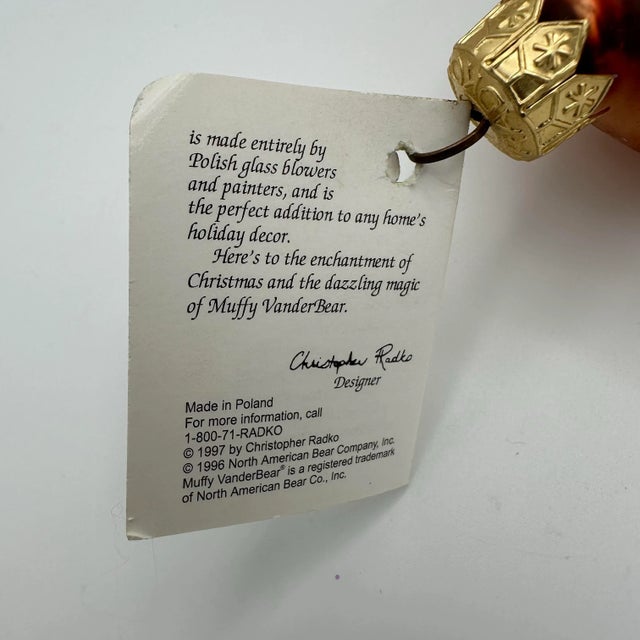 is made entirely by
Polish glass blowers
and painters, and is
the perfect addition to any home's
holiday decor.
Here's to the enchantment of
Christmas and the dazzling magic
of Muffy VanderBear.
Christopher Radko
Designer
Made in Poland
For more information, call
1-800-71-RADKO
© 1997 by Christopher Radko
© 1996 North American Bear Company, Inc.
Muffy VanderBear® is a registered trademark
of North American Bear Co., Inc.